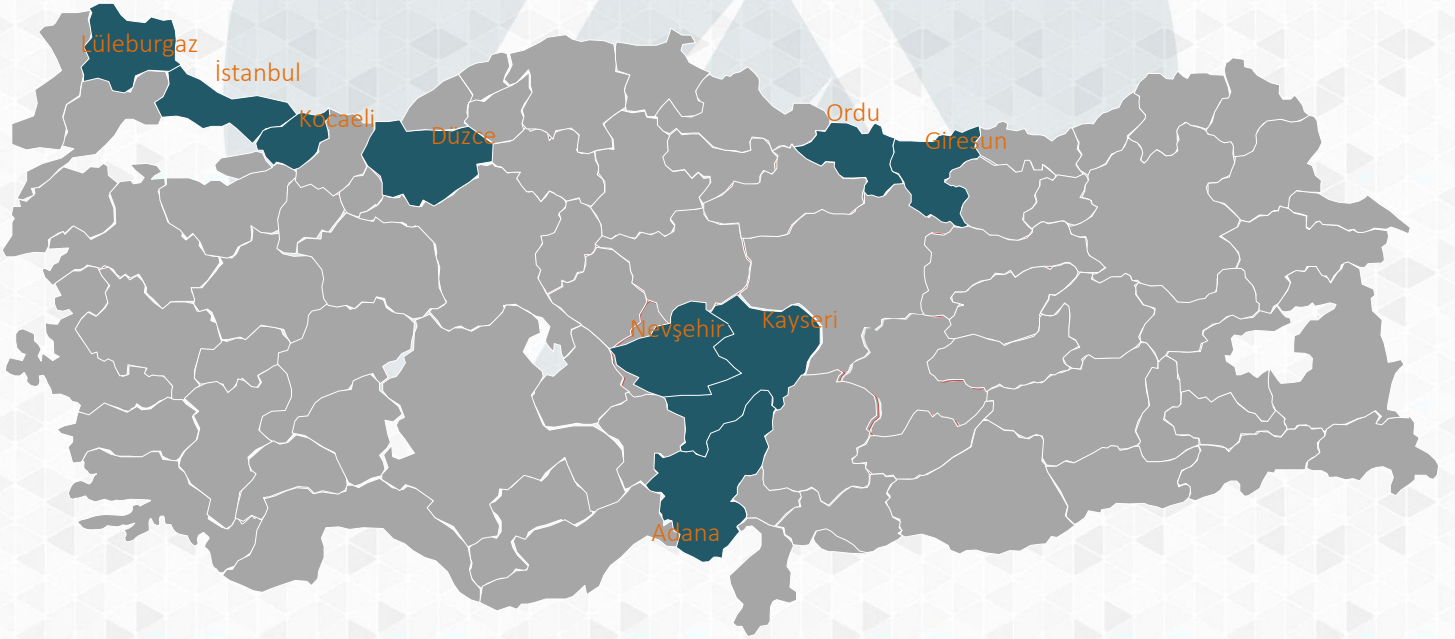 Lüleburgaz
İstanbul
Kocaeli
Düzce
Ordu
Giresun
Nevşehir
Kayseri
Adana